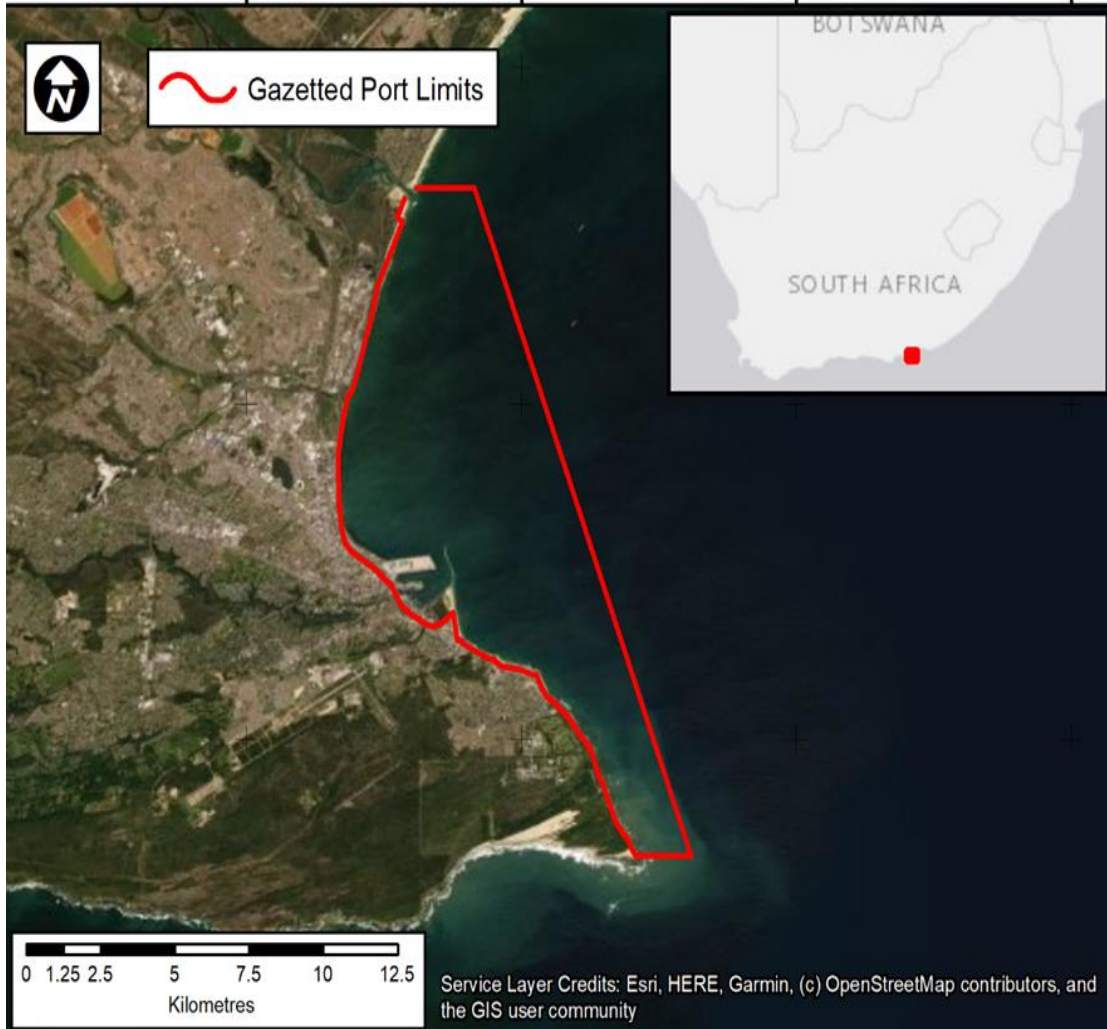 BOTSWANA
N
Gazetted Port Limits
SOUTH AFRICA
0 1.25 2.5 5 7.5 10 12.5
Kilometres
Service Layer Credits: Esri, HERE, Garmin, (c) OpenStreetMap contributors, and
the GIS user community